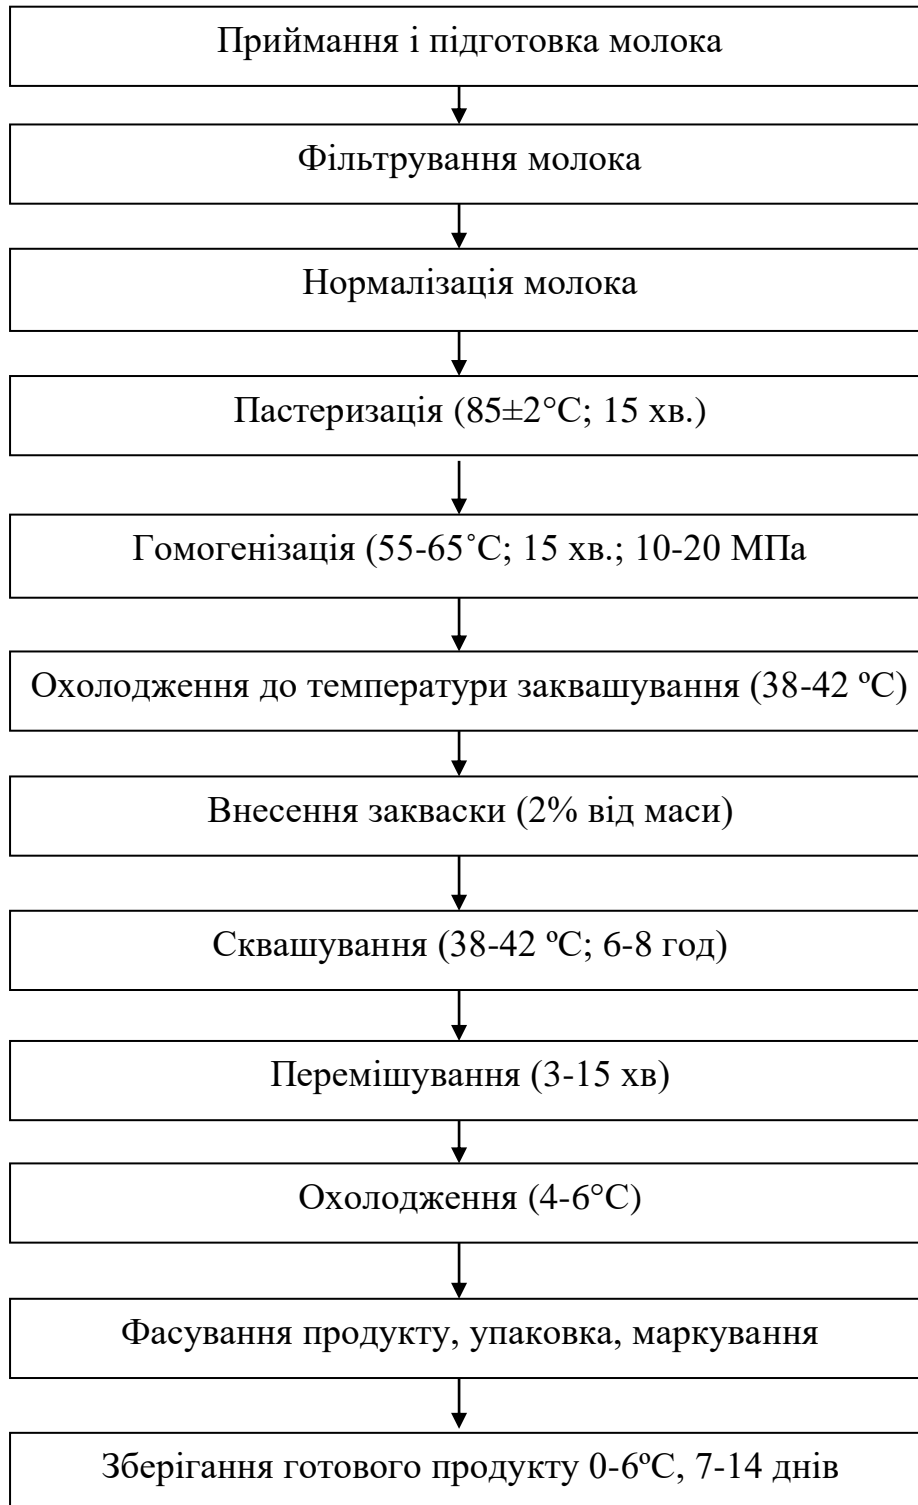 Приймання і підготовка молока
Фільтрування молока
Нормалізація молока
Пастеризація (85±2°С; 15 хв.)
Гомогенізація (55-65˚С; 15 хв.; 10-20 МПа
Охолодження до температури заквашування (38-42 ºС)
Внесення закваски (2% від маси)
Сквашування (38-42 ºС; 6-8 год)
Перемішування (3-15 хв)
Охолодження (4-6°С)
Фасування продукту, упаковка, маркування
Зберігання готового продукту 0-6ºС, 7-14 днів